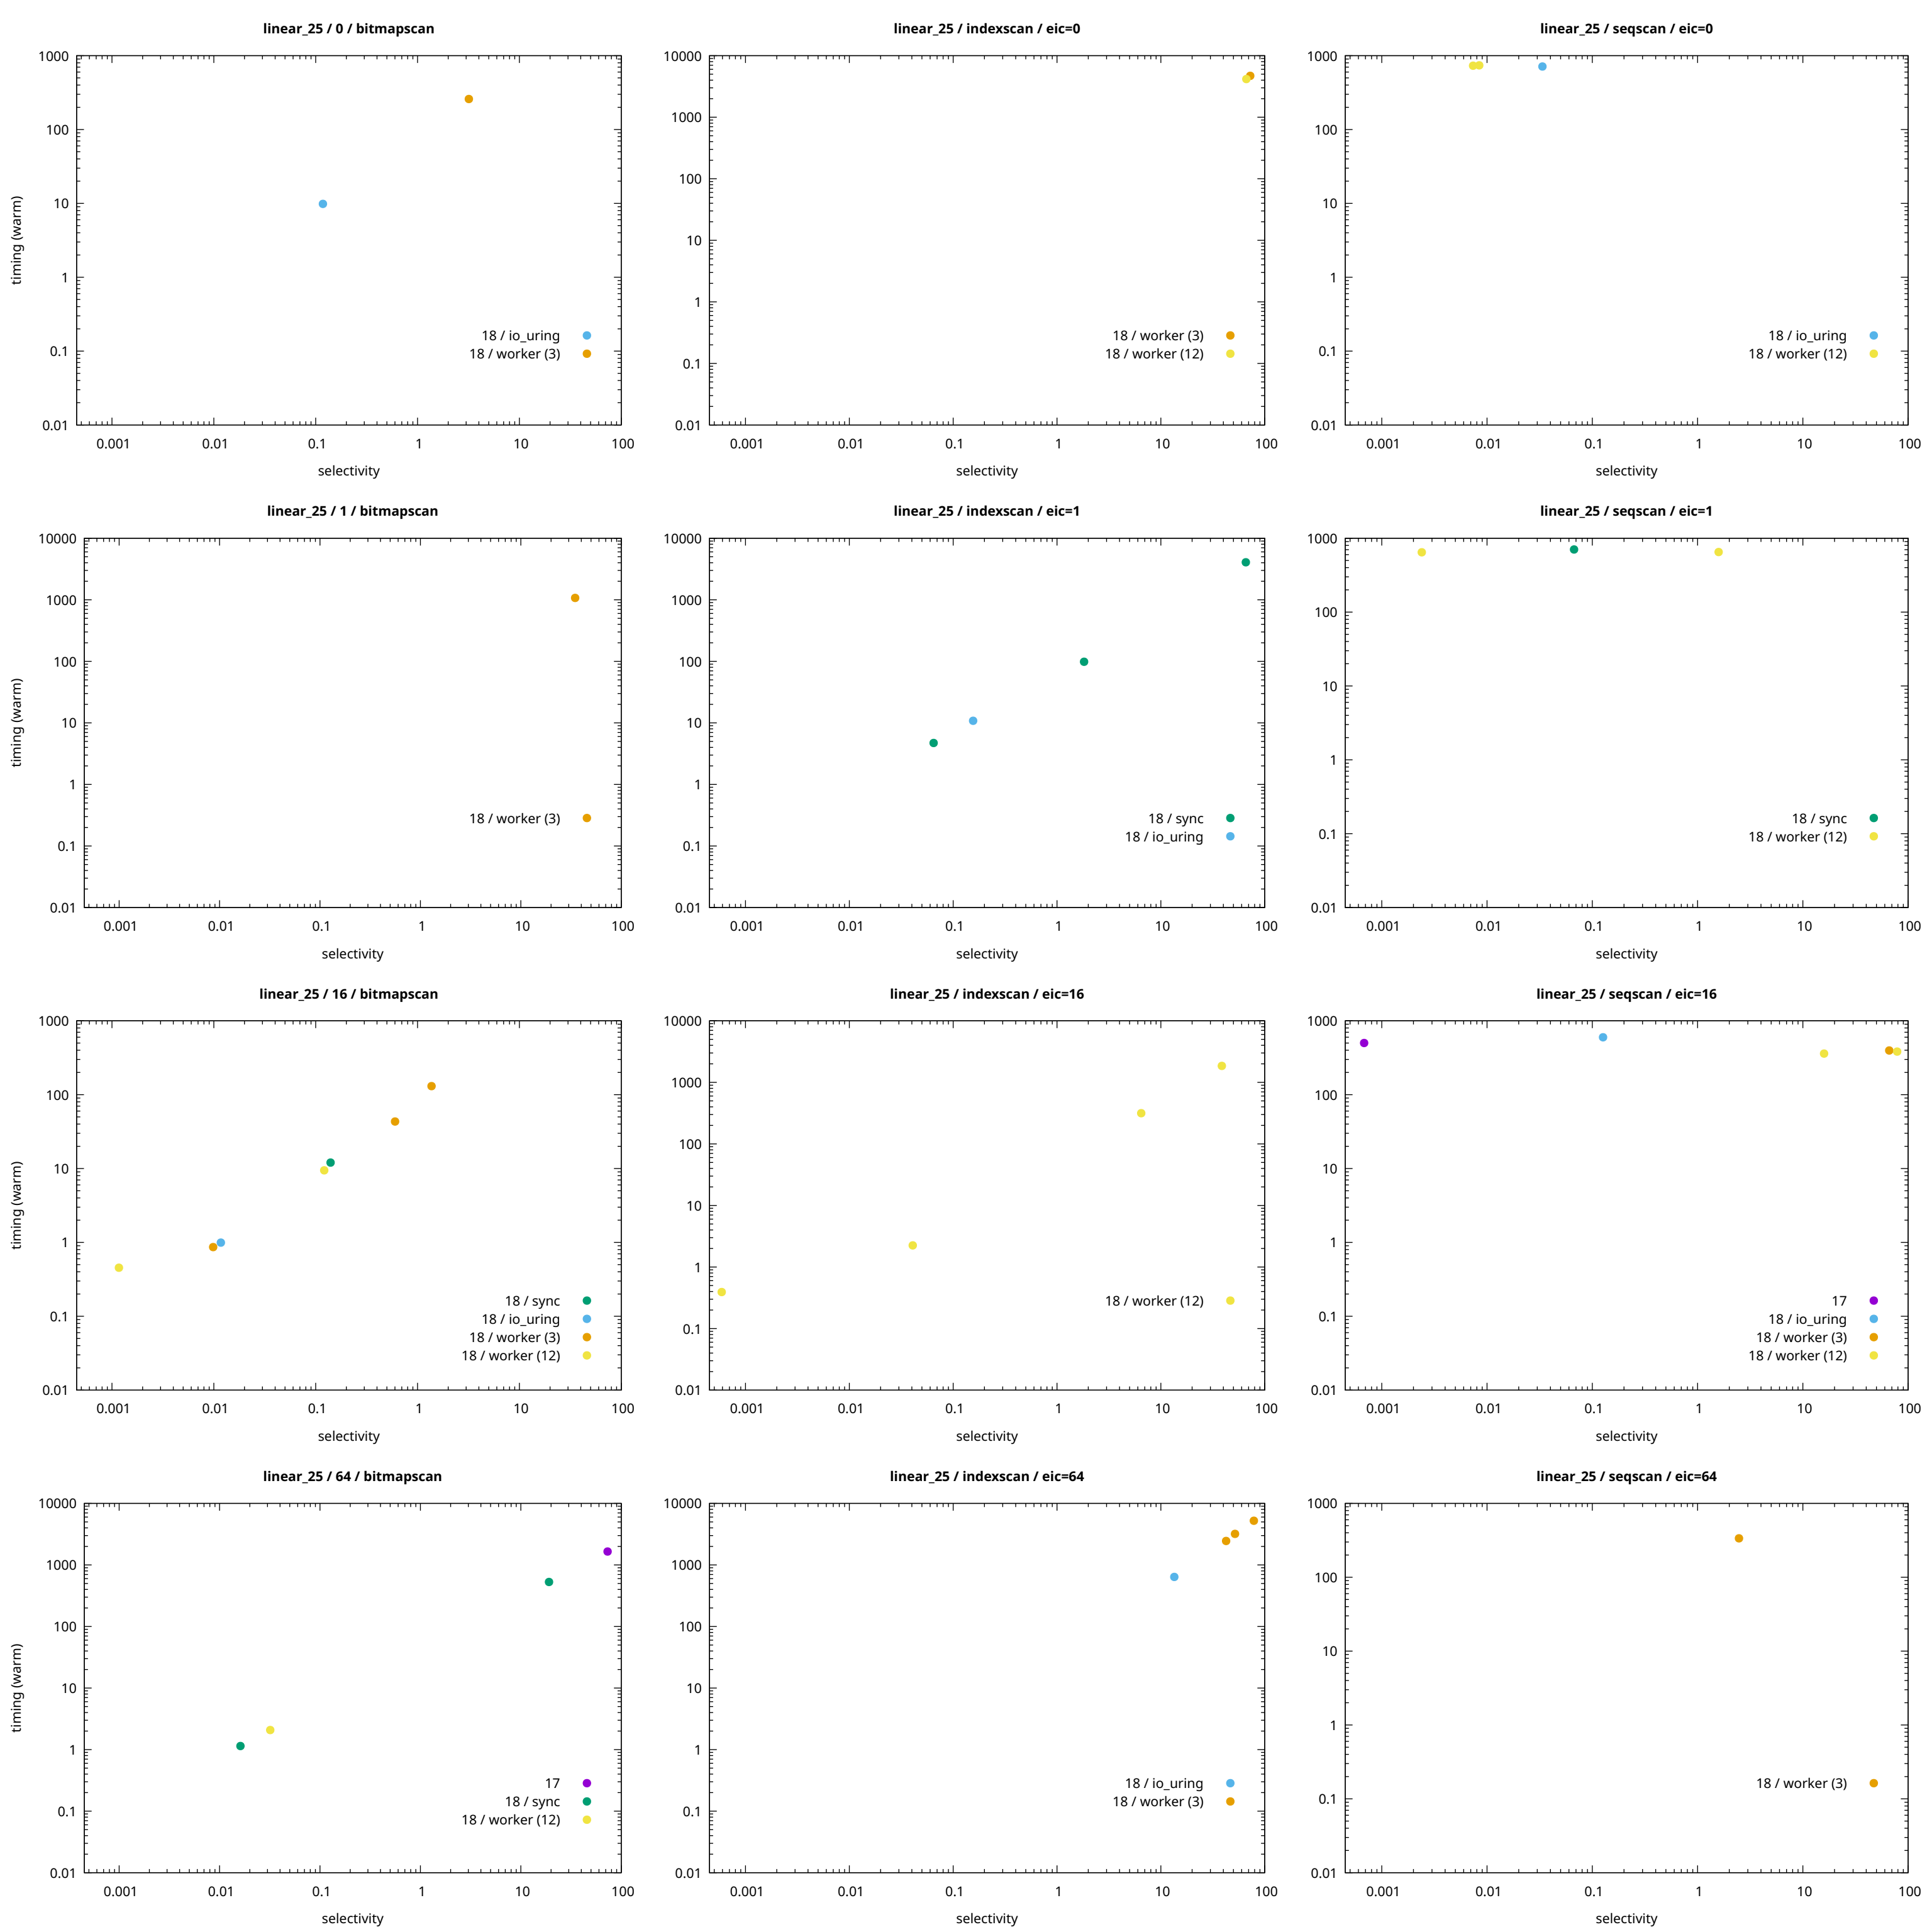 linear_25 / 0 / bitmapscan
1000
100
10
1
0.1
0.01
timing (warm)
18 / io_uring
18 / worker (3)
0.001 0.01 0.1 1 10 100
selectivity
linear_25 / indexscan / eic=0
10000
1000
100
10
1
0.1
0.01
18 / worker (3)
18 / worker (12)
0.001 0.01 0.1 1 10 100
selectivity
linear_25 / seqscan / eic=0
1000
100
10
1
0.1
0.01
18 / io_uring
18 / worker (12)
0.001 0.01 0.1 1 10 100
selectivity
linear_25 / 1 / bitmapscan
10000
1000
100
10
1
0.1
0.01
timing (warm)
18 / worker (3)
0.001 0.01 0.1 1 10 100
selectivity
linear_25 / indexscan / eic=1
10000
1000
100
10
1
0.1
0.01
18 / sync
18 / io_uring
0.001 0.01 0.1 1 10 100
selectivity
linear_25 / seqscan / eic=1
1000
100
10
1
0.1
0.01
18 / sync
18 / worker (12)
0.001 0.01 0.1 1 10 100
selectivity
linear_25 / 16 / bitmapscan
1000
100
10
1
0.1
0.01
timing (warm)
18 / sync
18 / io_uring
18 / worker (3)
18 / worker (12)
0.001 0.01 0.1 1 10 100
selectivity
linear_25 / indexscan / eic=16
10000
1000
100
10
1
0.1
0.01
18 / worker (12)
0.001 0.01 0.1 1 10 100
selectivity
linear_25 / seqscan / eic=16
1000
100
10
1
0.1
0.01
17
18 / io_uring
18 / worker (3)
18 / worker (12)
0.001 0.01 0.1 1 10 100
selectivity
linear_25 / 64 / bitmapscan
10000
1000
100
10
1
0.1
0.01
timing (warm)
17
18 / sync
18 / worker (12)
0.001 0.01 0.1 1 10 100
selectivity
linear_25 / indexscan / eic=64
10000
1000
100
10
1
0.1
0.01
18 / io_uring
18 / worker (3)
0.001 0.01 0.1 1 10 100
selectivity
linear_25 / seqscan / eic=64
1000
100
10
1
0.1
0.01
18 / worker (3)
0.001 0.01 0.1 1 10 100
selectivity